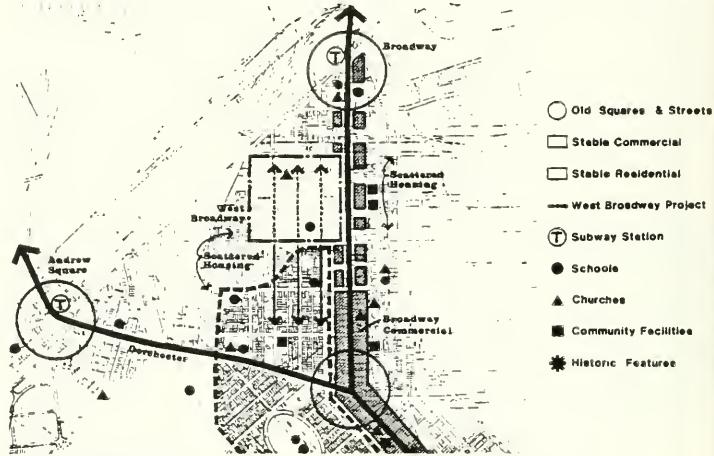 T
Broadway
Scattered
Housing
West
Broadway
Scattered
Housing
Andrew
Square
T
Dorchester
Broadway
Commercial
Old Squares & Streets
Stable Commercial
Stable Residential
West Broadway Project
T Subway Station
Schools
Churches
Community Facilities
Historic Features